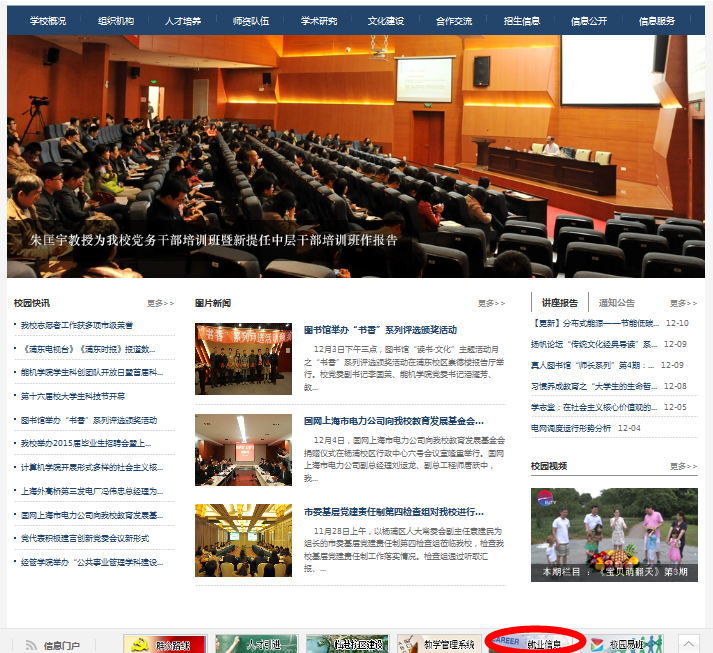 学校概况 组织机构 人才培养 师资队伍 学术研究 文化建设 合作交流 招生信息 信息公开 信息服务
朱匡宇教授为我校党务干部培训班暨新提任中层干部培训班作报告
校园快讯 更多>>
我校志愿者工作获多项市级荣誉
《浦东电视台》《浦东时报》报道数...
能机学院学生科创团队开放日暨首届科...
第十六届校大学生科技节开幕
图书馆举办“书香”系列评选颁奖活动
我校举办2015届毕业生招聘会暨上...
计算机学院开展形式多样的社会主义核...
上海外高桥第三发电厂冯伟忠总经理为...
国网上海市电力公司向我校教育发展基...
党代表积极建言创新党委会议新形式
经管学院举办“公共事业管理学科建设...
图片新闻 更多>>
图书馆举办“书香”系列评选颁奖活动
12月3日下午三点，图书馆“读书·文化”主题活动月
之“书香”系列评选颁奖活动在浦东校区崇德楼报告厅举
行。校党委副书记李国荣、能机学院党委书记潘隆芳、
教...
国网上海市电力公司向我校教育发展基金会...
12月4日，国网上海市电力公司向我校教育发展基金会
捐赠仪式在杨浦校区行政中心六号会议室隆重举行。国
网上海市电力公司副总经理刘运龙、副总工程师居跃中，
我...
市委基层党建责任制第四检查组对我校进行...
11月28日上午，以杨浦区人大常委会副主任袁建民为
组长的市委基层党建责任制第四检查组莅临我校，检查我
校基层党建责任制工作落实情况。检查组通过听取汇
报、...
讲座报告 通知公告 更多>>
【更新】分布式能源——节能低碳... 12-10
扬帆论坛“传统文化经典导读”系... 12-09
真人图书馆“师长系列”第4期：... 12-09
习惯养成教育之“大学生的生命哲... 12-08
学志堂：在社会主义核心价值观的... 12-05
电网调度运行形势分析 12-04
校园视频 更多>>
本期栏目：《宝贝萌翻天》第3期
信息门户 群众路线 人才引进 和谐校区建设 教学管理系统 CAREER 就业信息 校园易班